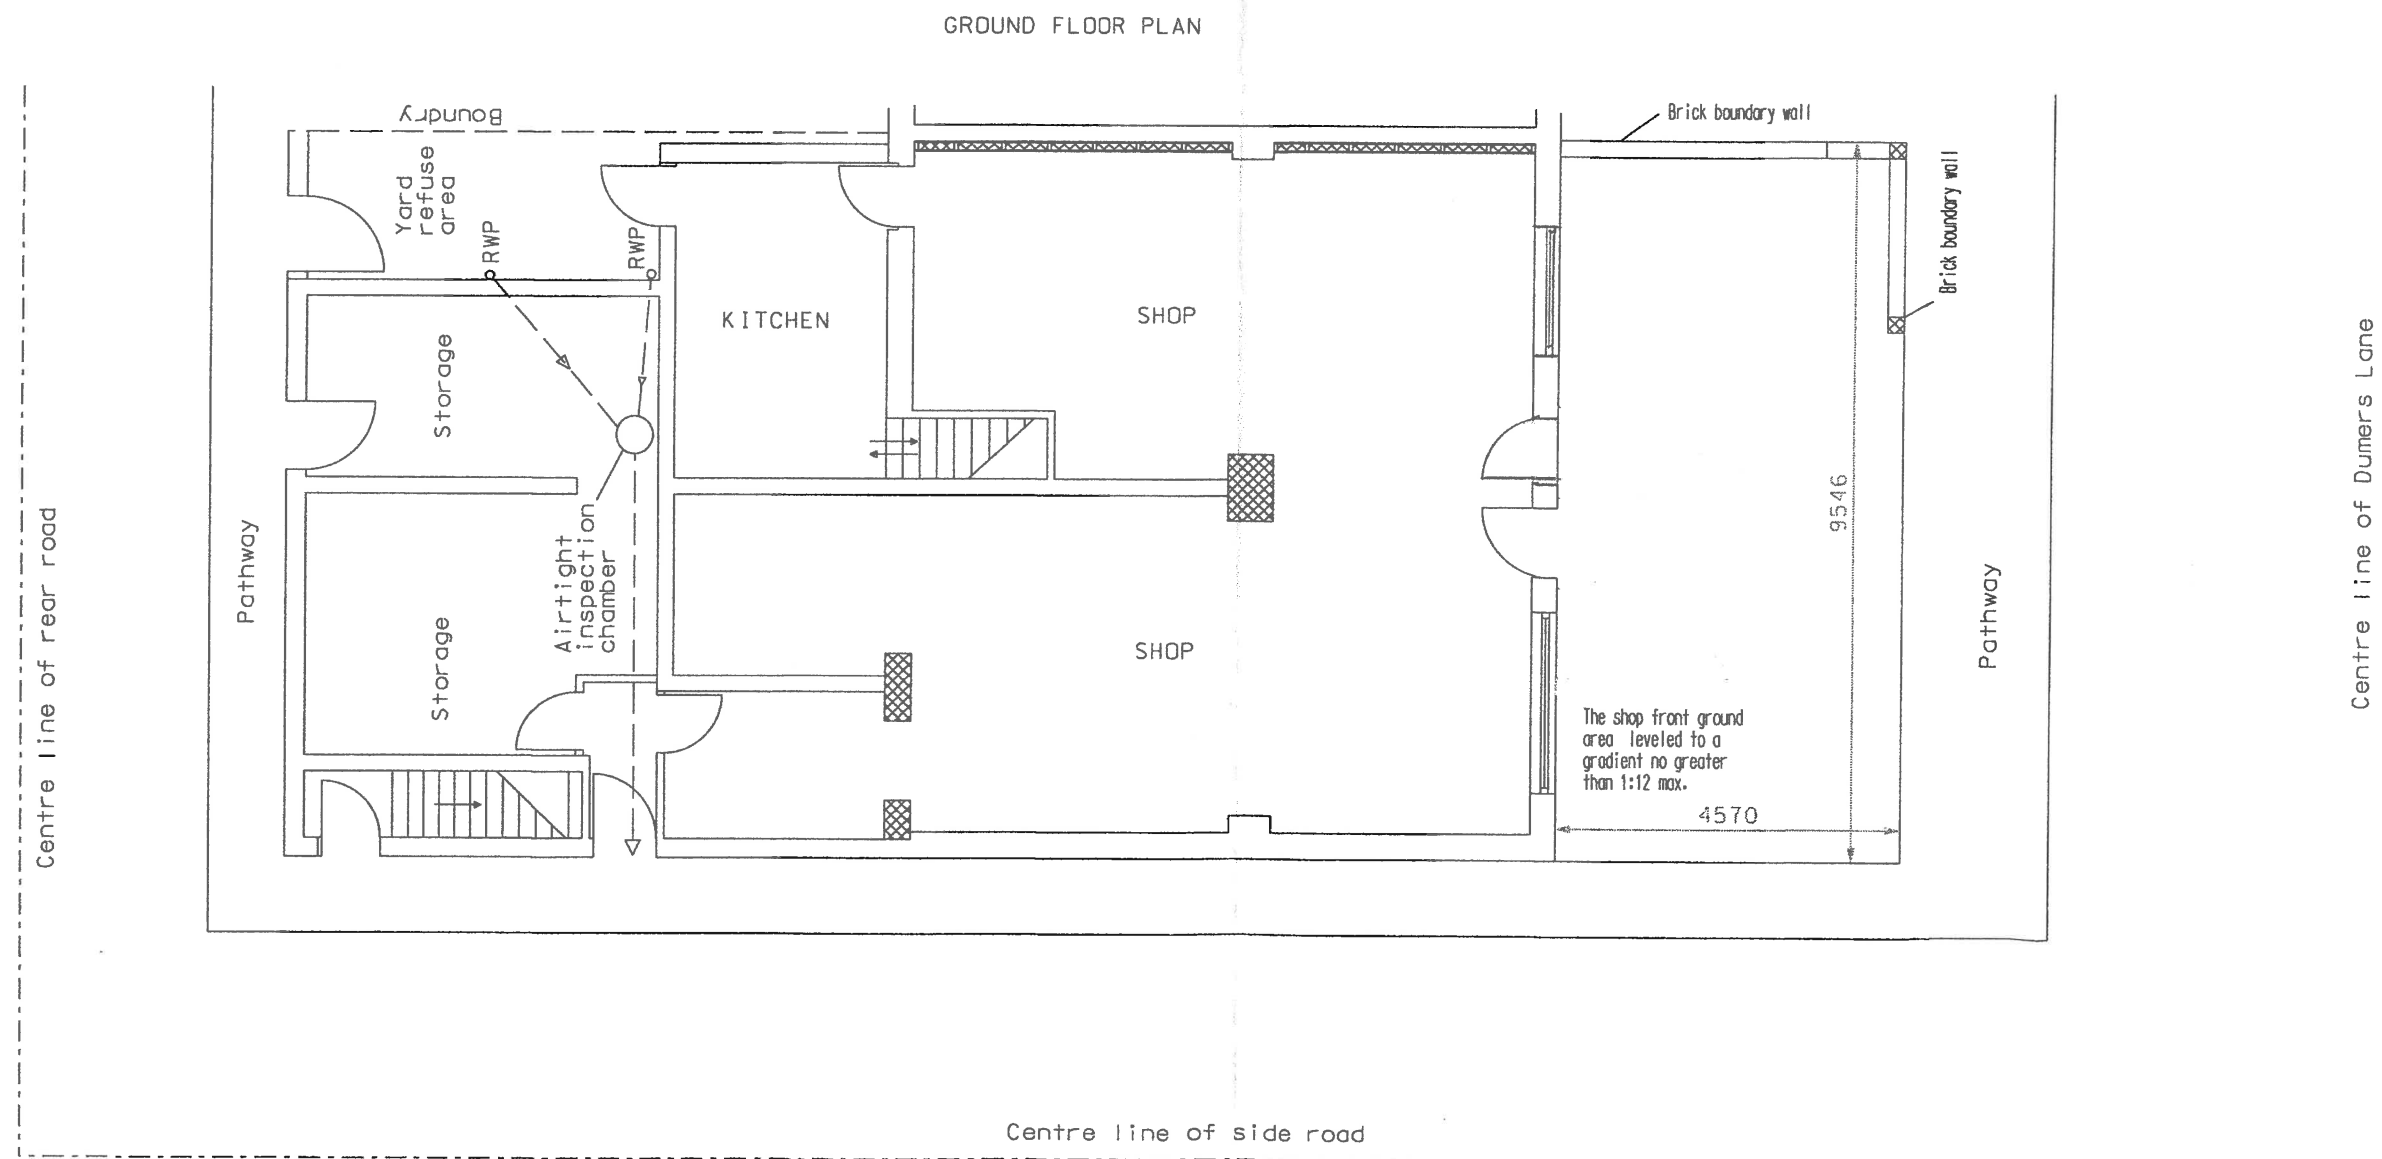 GROUND FLOOR PLAN
Boundry
Brick boundary wall
Yard
refuse
area
RWP
RWP
Brick boundary wall
KITCHEN
SHOP
Storage
Centre line of rear road
Pathway
Airtight
inspection
chamber
Storage
SHOP
9546
Pathway
Centre line of Dumers Lane
The shop front ground
area leveled to a
gradient no greater
than 1:12 max.
4570
Centre line of side road